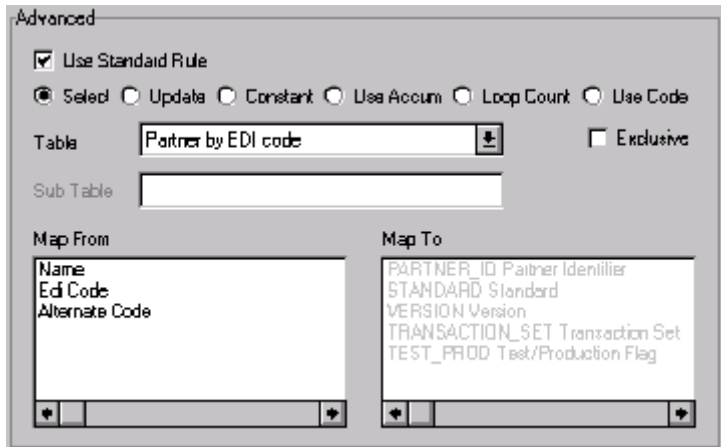 Advanced
Use Standard Rule
Select Update Constant Use Accum Loop Count Use Code
Table Partner by EDI code Exclusive
Sub Table
Map From
Name
Edi Code
Alternate Code
Map To
PARTNER_ID Partner Identifier
STANDARD Standard
VERSION Version
TRANSACTION_SET Transaction Set
TEST_PROD Test/Production Flag